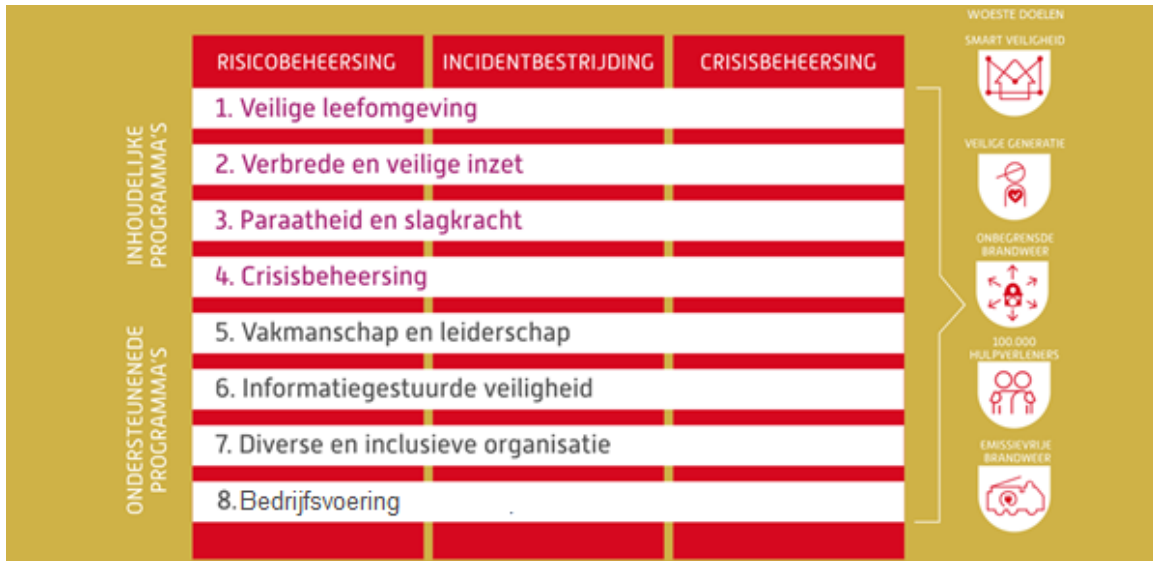 WOESTE DOELEN
RISICOBEHEERSING
INCIDENTBESTRIJDING
CRISISBEHEERSING
INHOUDELIJKE
PROGRAMMA'S
1. Veilige leefomgeving
2. Verbrede en veilige inzet
3. Paraatheid en slagkracht
4. Crisisbeheersing
ONDERSTEUNENEDE
PROGRAMMA'S
5. Vakmanschap en leiderschap
6. Informatiegestuurde veiligheid
7. Diverse en inclusieve organisatie
8. Bedrijfsvoering
SMART VEILIGHEID
VEILIGE GENERATIE
ONBEGRENSDE
BRANDWEER
100.000
HULPVERLENERS
EMISSIEVRIJE
BRANDWEER